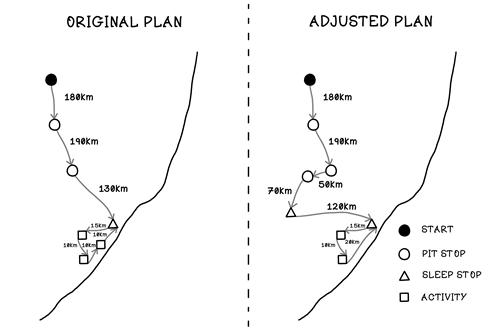 ORIGINAL PLAN
180Km
190Km
130Km
15Km
10Km
10Km
10Km
ADJUSTED PLAN
180Km
190Km
50Km
70Km
120Km
15Km
10Km
20Km
START
PIT STOP
SLEEP STOP
ACTIVITY